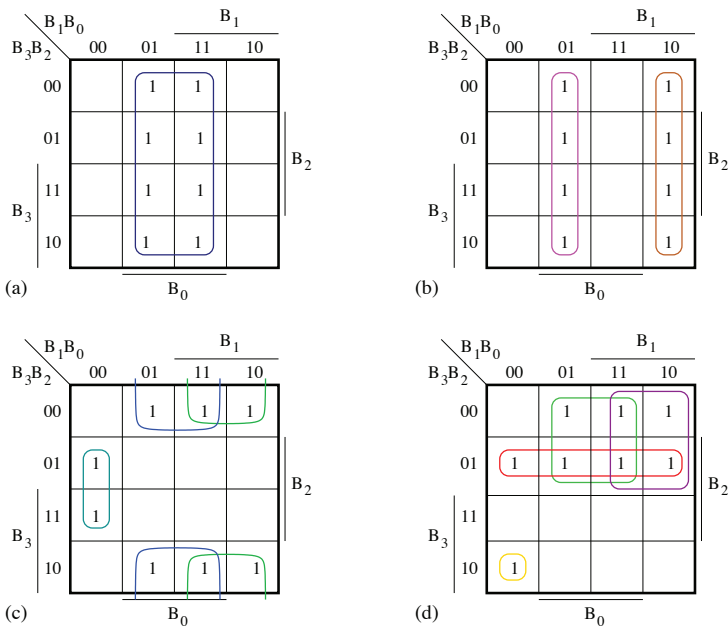 B1B0 B1 B1B0 B1
B3B2 00 01 11 10 B3B2 00 01 11 10
00 1 1 00 1 1
01 1 1 01 1 1
B2 B2
11 1 1 11 1 1
B3 B3
10 1 1 10 1 1
(a) B0 (b) B0
B1B0 B1 B1B0 B1
B3B2 00 01 11 10 B3B2 00 01 11 10
00 1 1 1 00 1 1 1
01 1 01 1 1 1 1
B2 B2
11 1 11
B3 B3
10 1 1 1 10 1
(c) B0 (d) B0